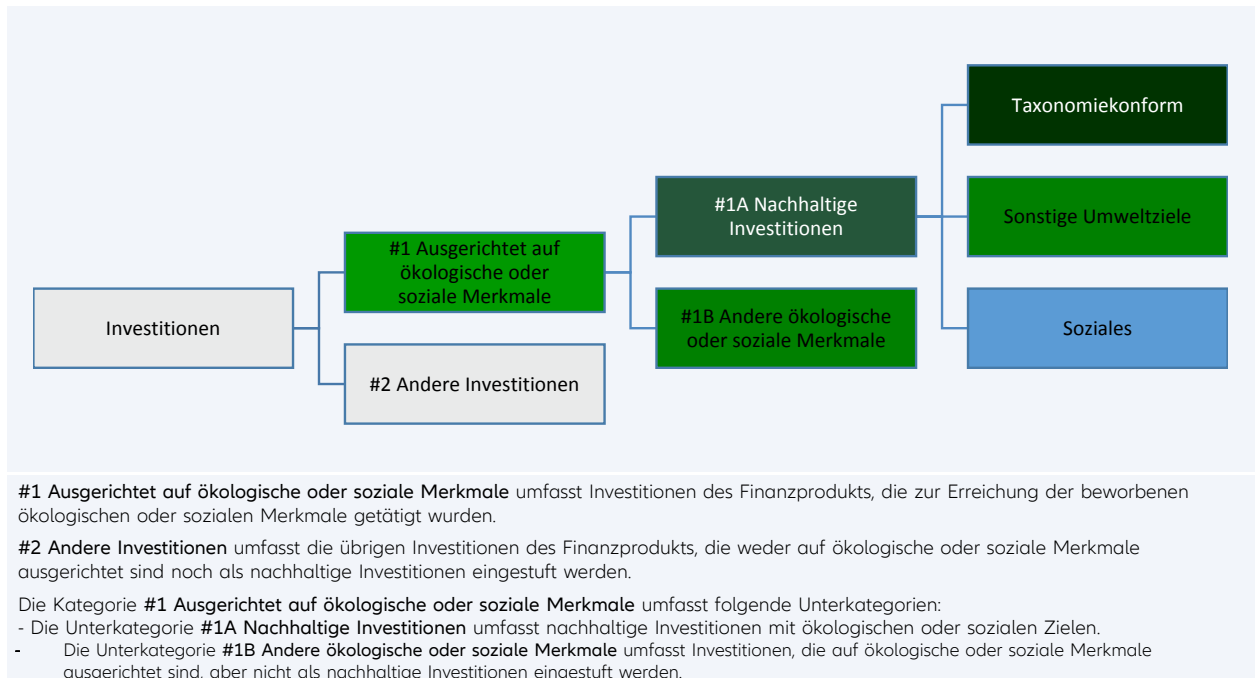 Taxonomiekonform
#1A Nachhaltige
Investitionen
Sonstige Umweltziele
#1 Ausgerichtet auf
ökologische oder
soziale Merkmale
Investitionen
#1B Andere ökologische
oder soziale Merkmale
Soziales
#2 Andere Investitionen
#1 Ausgerichtet auf ökologische oder soziale Merkmale umfasst Investitionen des Finanzprodukts, die zur Erreichung der beworbenen
ökologischen oder sozialen Merkmale getätigt wurden.
#2 Andere Investitionen umfasst die übrigen Investitionen des Finanzprodukts, die weder auf ökologische oder soziale Merkmale
ausgerichtet sind noch als nachhaltige Investitionen eingestuft werden.
Die Kategorie #1 Ausgerichtet auf ökologische oder soziale Merkmale umfasst folgende Unterkategorien:
- Die Unterkategorie #1A Nachhaltige Investitionen umfasst nachhaltige Investitionen mit ökologischen oder sozialen Zielen.
- Die Unterkategorie #1B Andere ökologische oder soziale Merkmale umfasst Investitionen, die auf ökologische oder soziale Merkmale
ausgerichtet sind, aber nicht als nachhaltige Investitionen eingestuft werden.